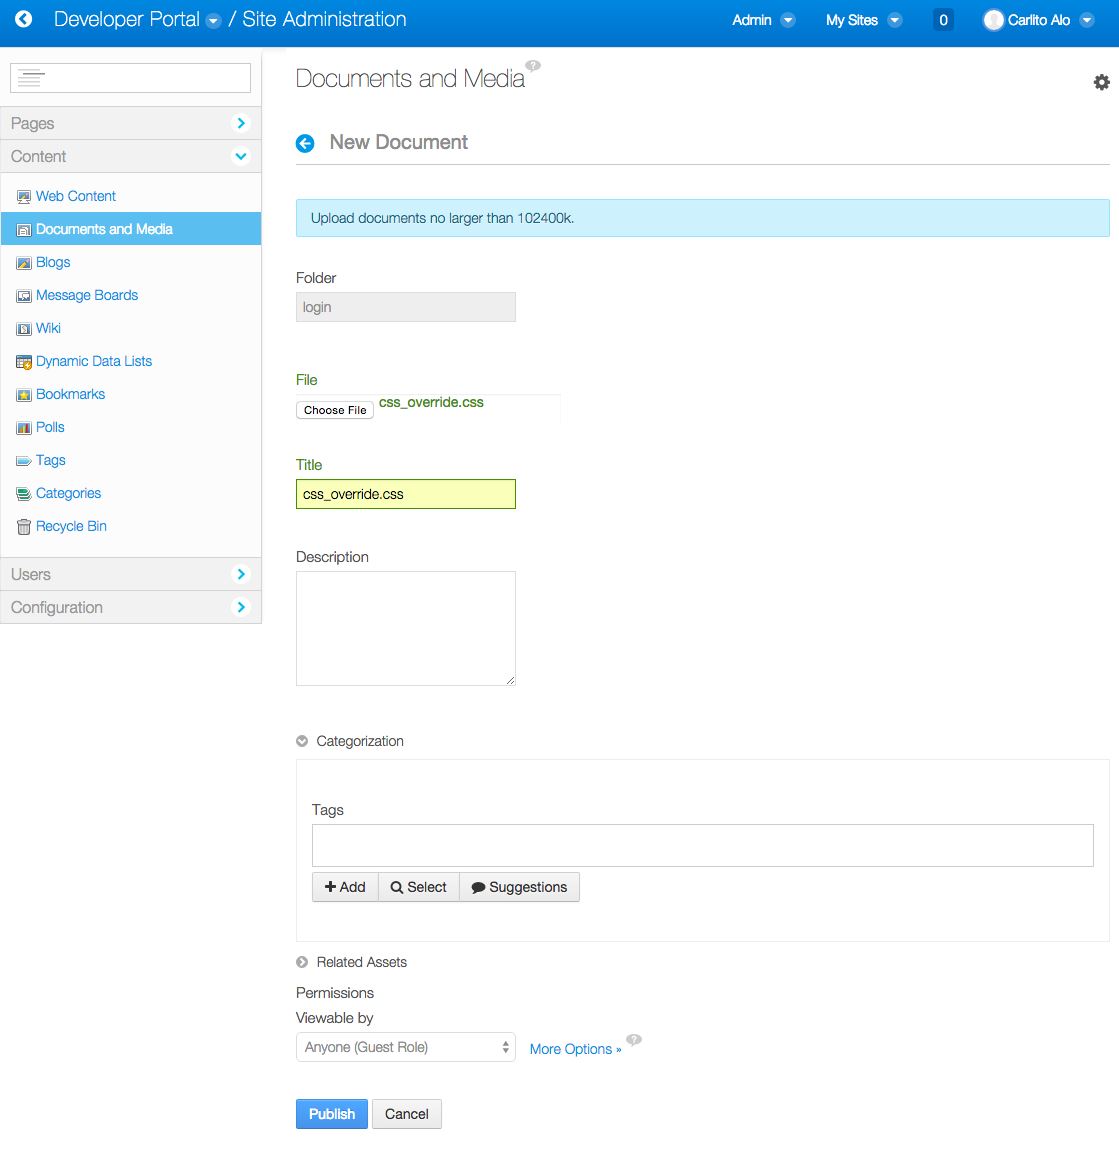 Developer Portal / Site Administration Admin My Sites 0 Carlito Alo
Documents and Media ?
Pages
Content
Web Content
Documents and Media
Blogs
Message Boards
Wiki
Dynamic Data Lists
Bookmarks
Polls
Tags
Categories
Recycle Bin
Users
Configuration
New Document
Upload documents no larger than 102400k.
Folder
login
File
Choose File css_override.css
Title
css_override.css
Description
Categorization
Tags
Add Select Suggestions
Related Assets
Permissions
Viewable by
Anyone (Guest Role) More Options » ?
Publish Cancel